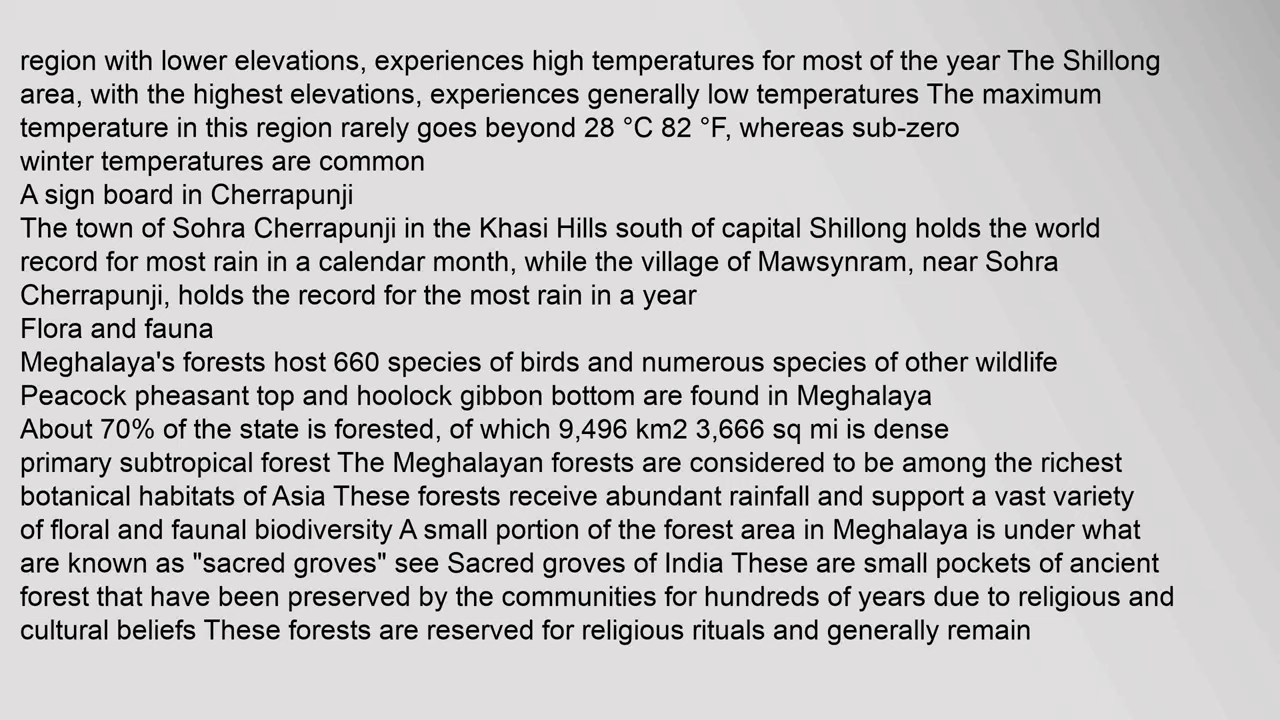 region with lower elevations, experiences high temperatures for most of the year The Shillong
area, with the highest elevations, experiences generally low temperatures The maximum
temperature in this region rarely goes beyond 28 °C 82 °F, whereas sub-zero
winter temperatures are common
A sign board in Cherrapunji
The town of Sohra Cherrapunji in the Khasi Hills south of capital Shillong holds the world
record for most rain in a calendar month, while the village of Mawsynram, near Sohra
Cherrapunji, holds the record for the most rain in a year
Flora and fauna
Meghalaya's forests host 660 species of birds and numerous species of other wildlife
Peacock pheasant top and hoolock gibbon bottom are found in Meghalaya
About 70% of the state is forested, of which 9,496 km2 3,666 sq mi is dense
primary subtropical forest The Meghalayan forests are considered to be among the richest
botanical habitats of Asia These forests receive abundant rainfall and support a vast variety
of floral and faunal biodiversity A small portion of the forest area in Meghalaya is under what
are known as "sacred groves" see Sacred groves of India These are small pockets of ancient
forest that have been preserved by the communities for hundreds of years due to religious and
cultural beliefs These forests are reserved for religious rituals and generally remain